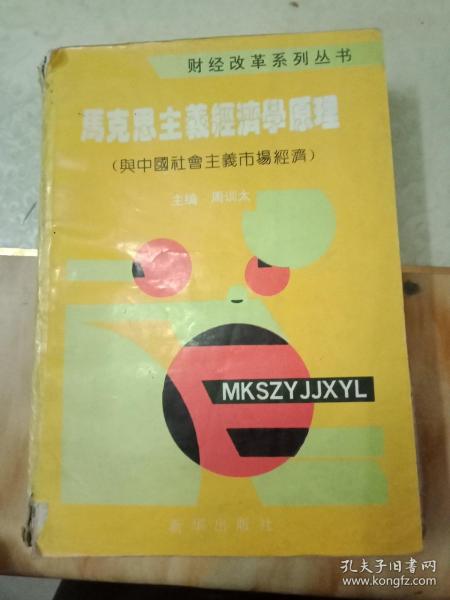 财经改革系列丛书
馬克思主義經濟學原理
(與中國社會主義市場經濟)
主编 周训太
MKSZYJJXYL
新华出版社
孔夫子旧书网
www.kongfz.com